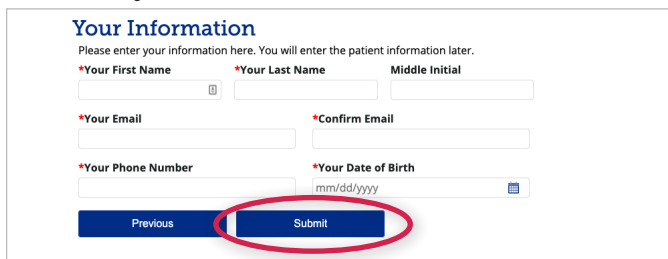 Your Information
Please enter your information here. You will enter the patient information later.
*Your First Name *Your Last Name Middle Initial
*Your Email *Confirm Email
*Your Phone Number *Your Date of Birth
mm/dd/yyyy
Previous Submit